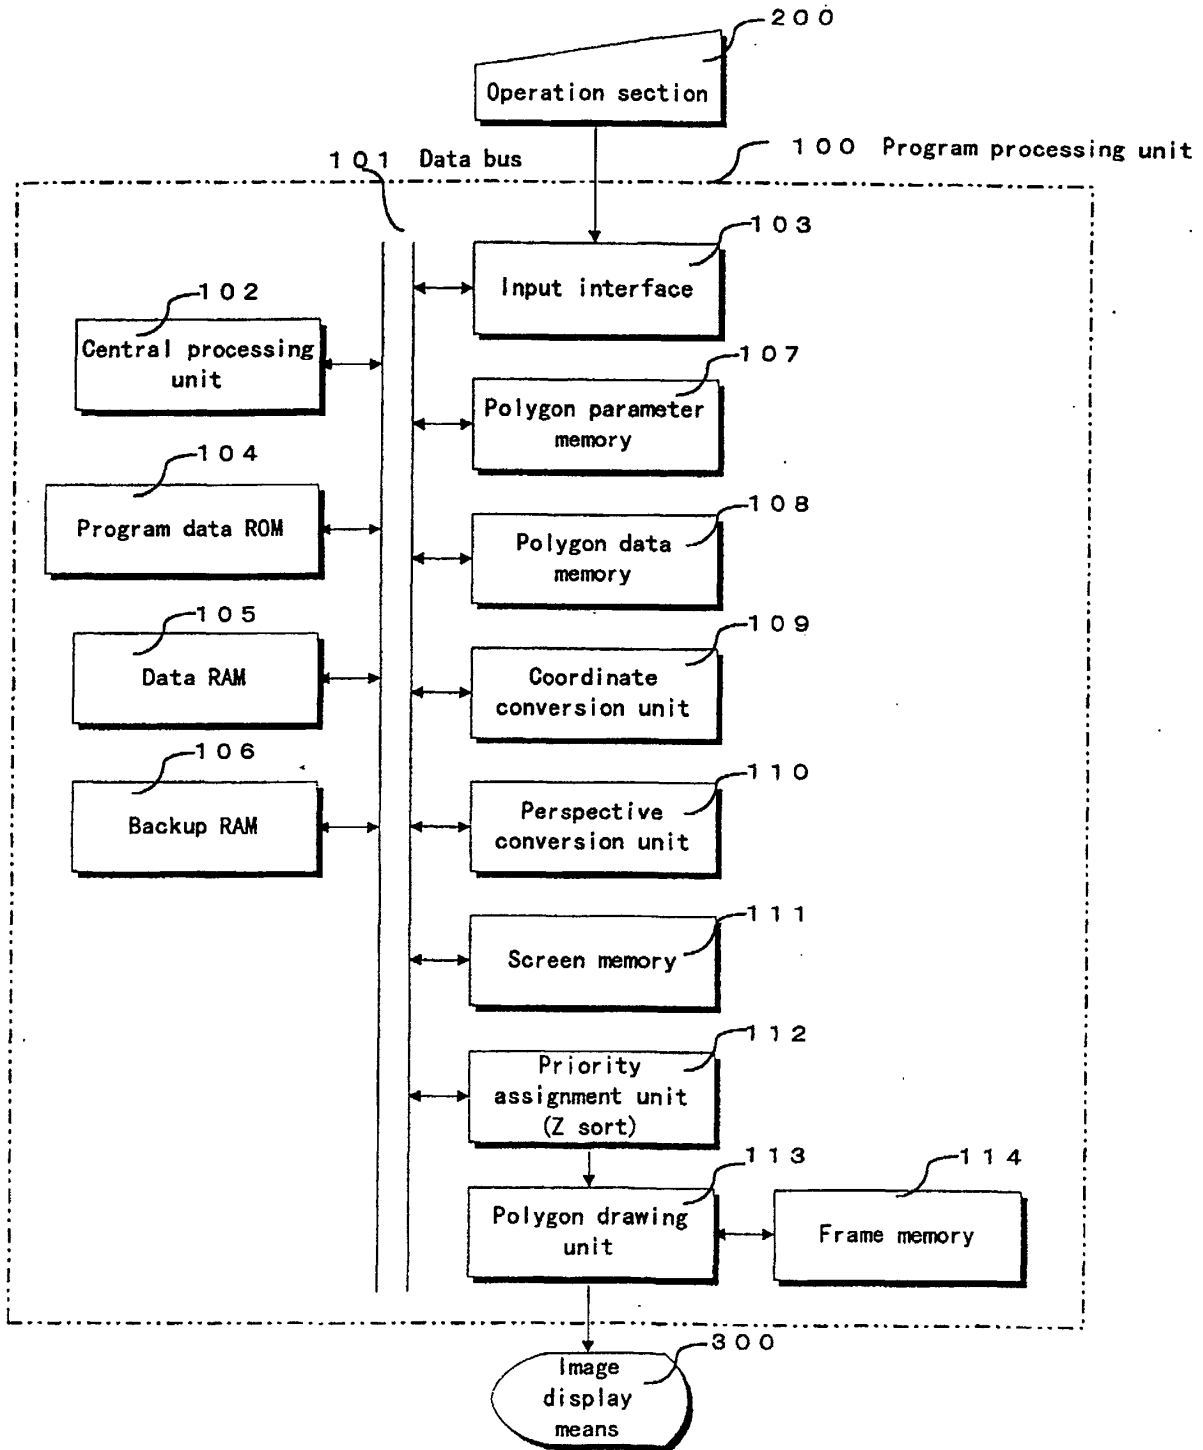 200
Operation section
101 Data bus
100 Program processing unit
103
Input interface
102
Central processing
unit
107
Polygon parameter
memory
104
Program data ROM
108
Polygon data
memory
105
Data RAM
109
Coordinate
conversion unit
106
Backup RAM
110
Perspective
conversion unit
111
Screen memory
112
Priority
assignment unit
(Z sort)
113
Polygon drawing
unit
114
Frame memory
300
Image
display
means